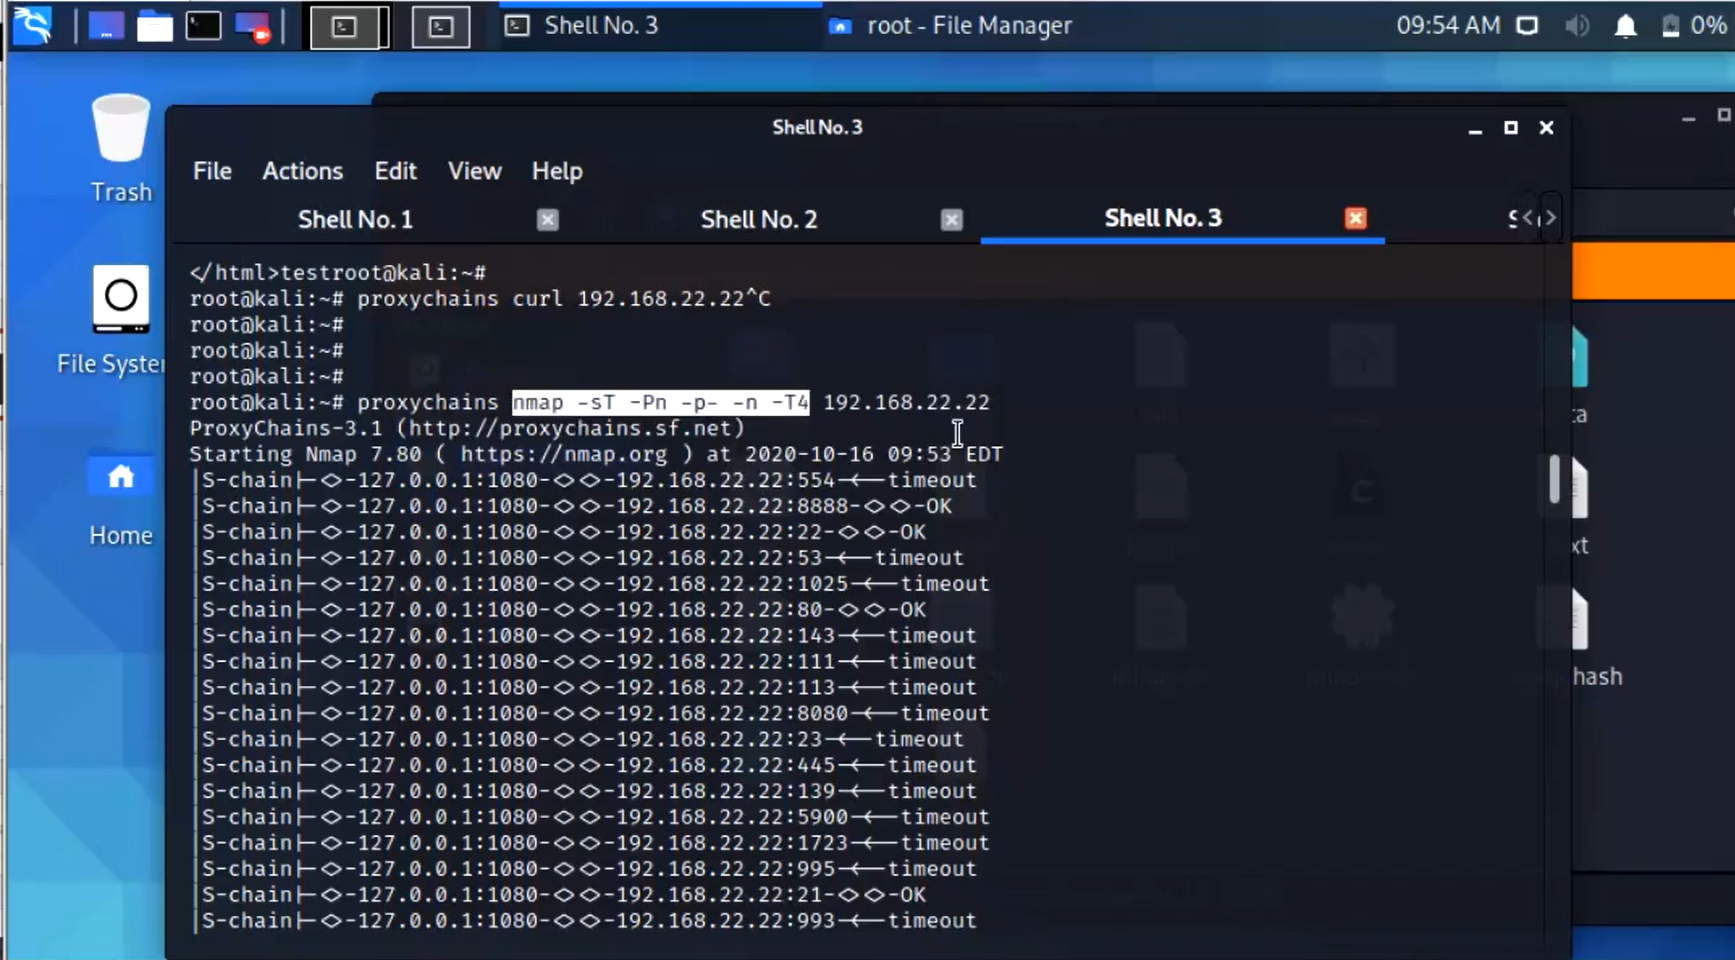 Shell No. 3
root - File Manager
09:54 AM
0%
Trash
File System
Home
Shell No. 3
File Actions Edit View Help
Shell No. 1
Shell No. 2
Shell No. 3
</html>testroot@kali:~#
root@kali:~# proxychains curl 192.168.22.22^C
root@kali:~#
root@kali:~#
root@kali:~#
root@kali:~# proxychains nmap -sT -Pn -p- -n -T4 192.168.22.22
ProxyChains-3.1 (http://proxychains.sf.net)
Starting Nmap 7.80 ( https://nmap.org ) at 2020-10-16 09:53 EDT
|S-chain|-<>-127.0.0.1:1080-<><>-192.168.22.22:554-<--timeout
|S-chain|-<>-127.0.0.1:1080-<><>-192.168.22.22:8888-<><>-OK
|S-chain|-<>-127.0.0.1:1080-<><>-192.168.22.22:22-<><>-OK
|S-chain|-<>-127.0.0.1:1080-<><>-192.168.22.22:53-<--timeout
|S-chain|-<>-127.0.0.1:1080-<><>-192.168.22.22:1025-<--timeout
|S-chain|-<>-127.0.0.1:1080-<><>-192.168.22.22:80-<><>-OK
|S-chain|-<>-127.0.0.1:1080-<><>-192.168.22.22:143-<--timeout
|S-chain|-<>-127.0.0.1:1080-<><>-192.168.22.22:111-<--timeout
|S-chain|-<>-127.0.0.1:1080-<><>-192.168.22.22:113-<--timeout
|S-chain|-<>-127.0.0.1:1080-<><>-192.168.22.22:8080-<--timeout
|S-chain|-<>-127.0.0.1:1080-<><>-192.168.22.22:23-<--timeout
|S-chain|-<>-127.0.0.1:1080-<><>-192.168.22.22:445-<--timeout
|S-chain|-<>-127.0.0.1:1080-<><>-192.168.22.22:139-<--timeout
|S-chain|-<>-127.0.0.1:1080-<><>-192.168.22.22:5900-<--timeout
|S-chain|-<>-127.0.0.1:1080-<><>-192.168.22.22:1723-<--timeout
|S-chain|-<>-127.0.0.1:1080-<><>-192.168.22.22:995-<--timeout
|S-chain|-<>-127.0.0.1:1080-<><>-192.168.22.22:21-<><>-OK
|S-chain|-<>-127.0.0.1:1080-<><>-192.168.22.22:993-<--timeout
ta
xt
hash